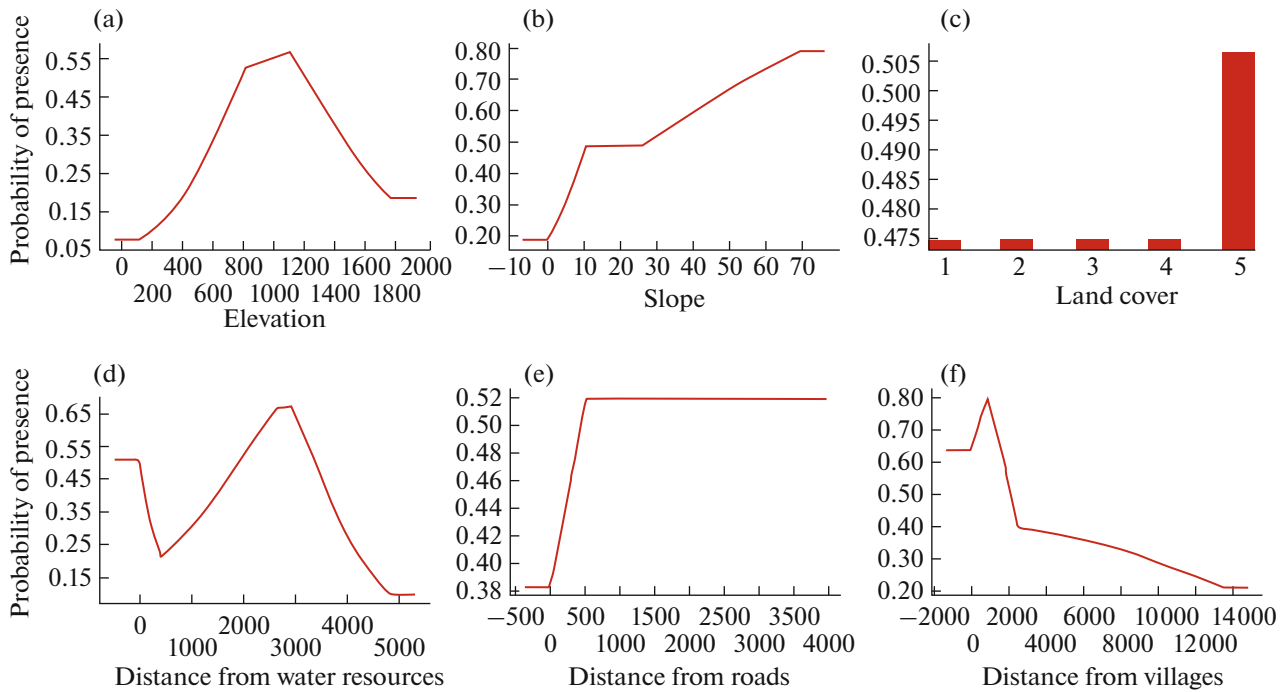 (a)
Probability of presence
0.55
0.45
0.35
0.25
0.15
0.05
0 400 800 1200 1600 2000
200 600 1000 1400 1800
Elevation
(b)
0.80
0.70
0.60
0.50
0.40
0.30
0.20
−10 0 10 20 30 40 50 60 70
Slope
(c)
0.505
0.500
0.495
0.490
0.485
0.480
0.475
1 2 3 4 5
Land cover
(d)
Probability of presence
0.65
0.55
0.45
0.35
0.25
0.15
0 2000 4000
1000 3000 5000
Distance from water resources
(e)
0.52
0.50
0.48
0.46
0.44
0.42
0.40
0.38
−500 500 1500 2500 3500
0 1000 2000 3000 4000
Distance from roads
(f)
0.80
0.70
0.60
0.50
0.40
0.30
0.20
−2000 2000 6000 10000 14000
0 4000 8000 12000
Distance from villages